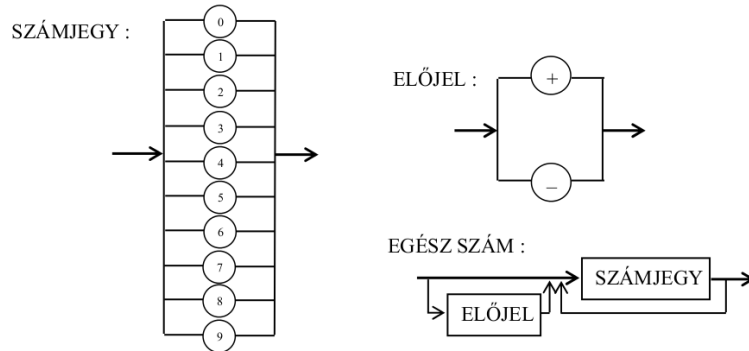 SZÁMJEGY :
0
1
2
3
4
5
6
7
8
9
ELŐJEL :
+
–
EGÉSZ SZÁM :
SZÁMJEGY
ELŐJEL